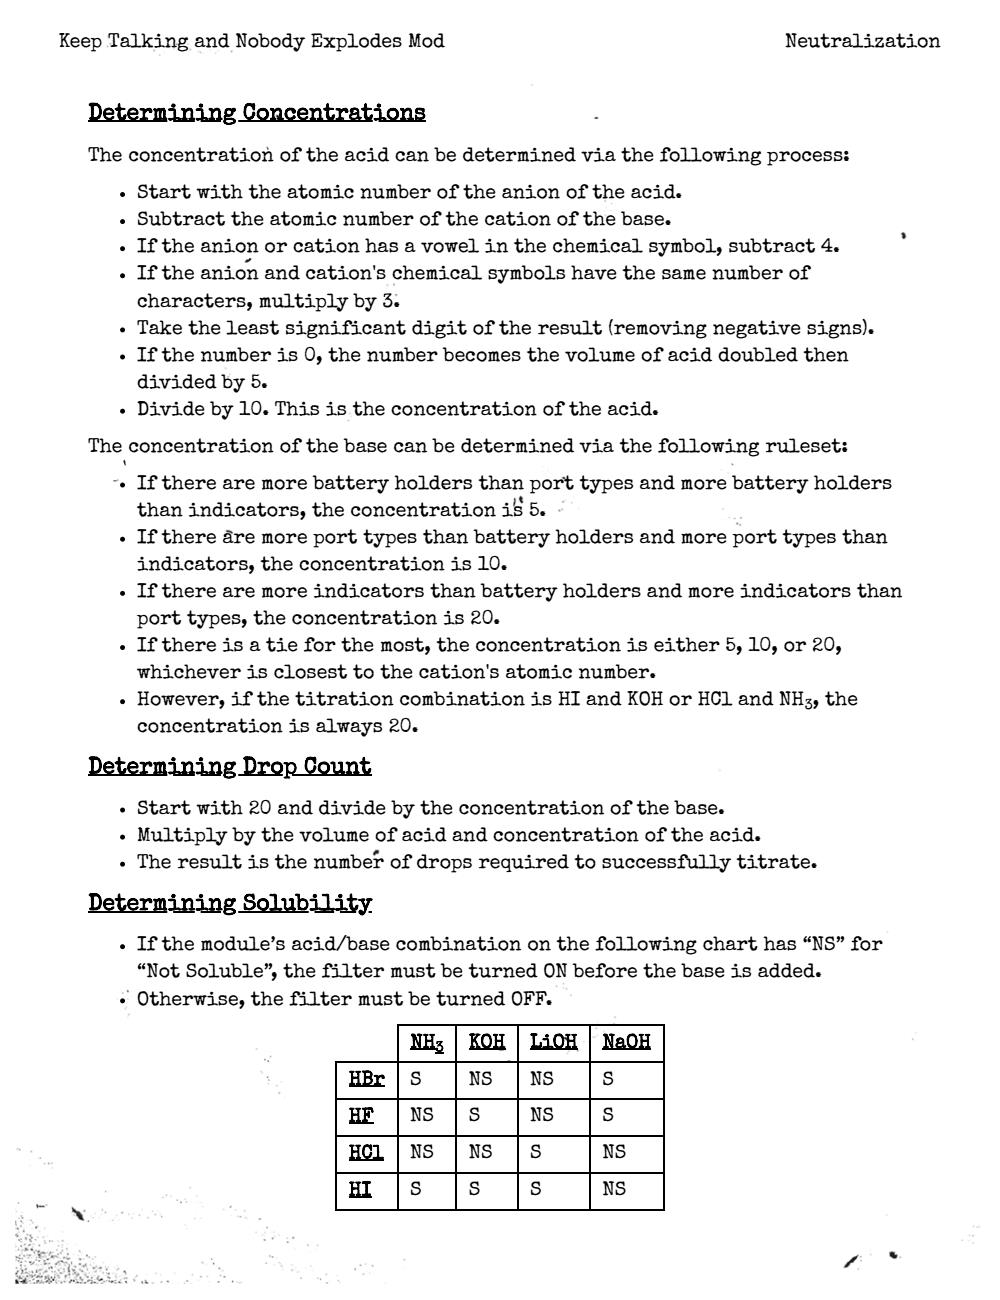 Keep Talking and Nobody Explodes Mod Neutralization
Determining Concentrations
The concentration of the acid can be determined via the following process:
• Start with the atomic number of the anion of the acid.
• Subtract the atomic number of the cation of the base.
• If the anion or cation has a vowel in the chemical symbol, subtract 4.
• If the anion and cation's chemical symbols have the same number of
characters, multiply by 3.
• Take the least significant digit of the result (removing negative signs).
• If the number is 0, the number becomes the volume of acid doubled then
divided by 5.
• Divide by 10. This is the concentration of the acid.
The concentration of the base can be determined via the following ruleset:
• If there are more battery holders than port types and more battery holders
than indicators, the concentration is 5.
• If there are more port types than battery holders and more port types than
indicators, the concentration is 10.
• If there are more indicators than battery holders and more indicators than
port types, the concentration is 20.
• If there is a tie for the most, the concentration is either 5, 10, or 20,
whichever is closest to the cation's atomic number.
• However, if the titration combination is HI and KOH or HCl and NH₃, the
concentration is always 20.
Determining Drop Count
• Start with 20 and divide by the concentration of the base.
• Multiply by the volume of acid and concentration of the acid.
• The result is the number of drops required to successfully titrate.
Determining Solubility
• If the module's acid/base combination on the following chart has “NS” for
“Not Soluble”, the filter must be turned ON before the base is added.
• Otherwise, the filter must be turned OFF.
NH₃ KOH LiOH NaOH
HBr S NS NS S
HF NS S NS S
HCl NS NS S NS
HI S S S NS